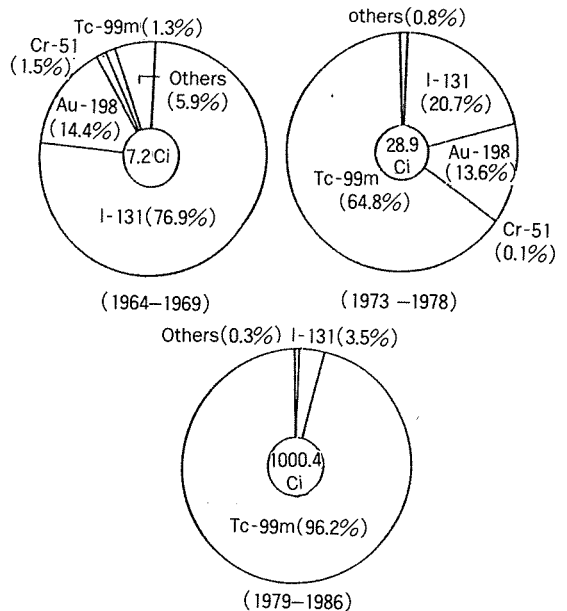 Tc-99m(1.3%)
Cr-51
(1.5%)
Others
(5.9%)
Au-198
(14.4%)
7.2Ci
I-131(76.9%)
(1964-1969)
others(0.8%)
I-131
(20.7%)
28.9
Ci
Au-198
(13.6%)
Tc-99m
(64.8%)
Cr-51
(0.1%)
(1973-1978)
Others(0.3%) I-131(3.5%)
1000.4
Ci
Tc-99m(96.2%)
(1979-1986)